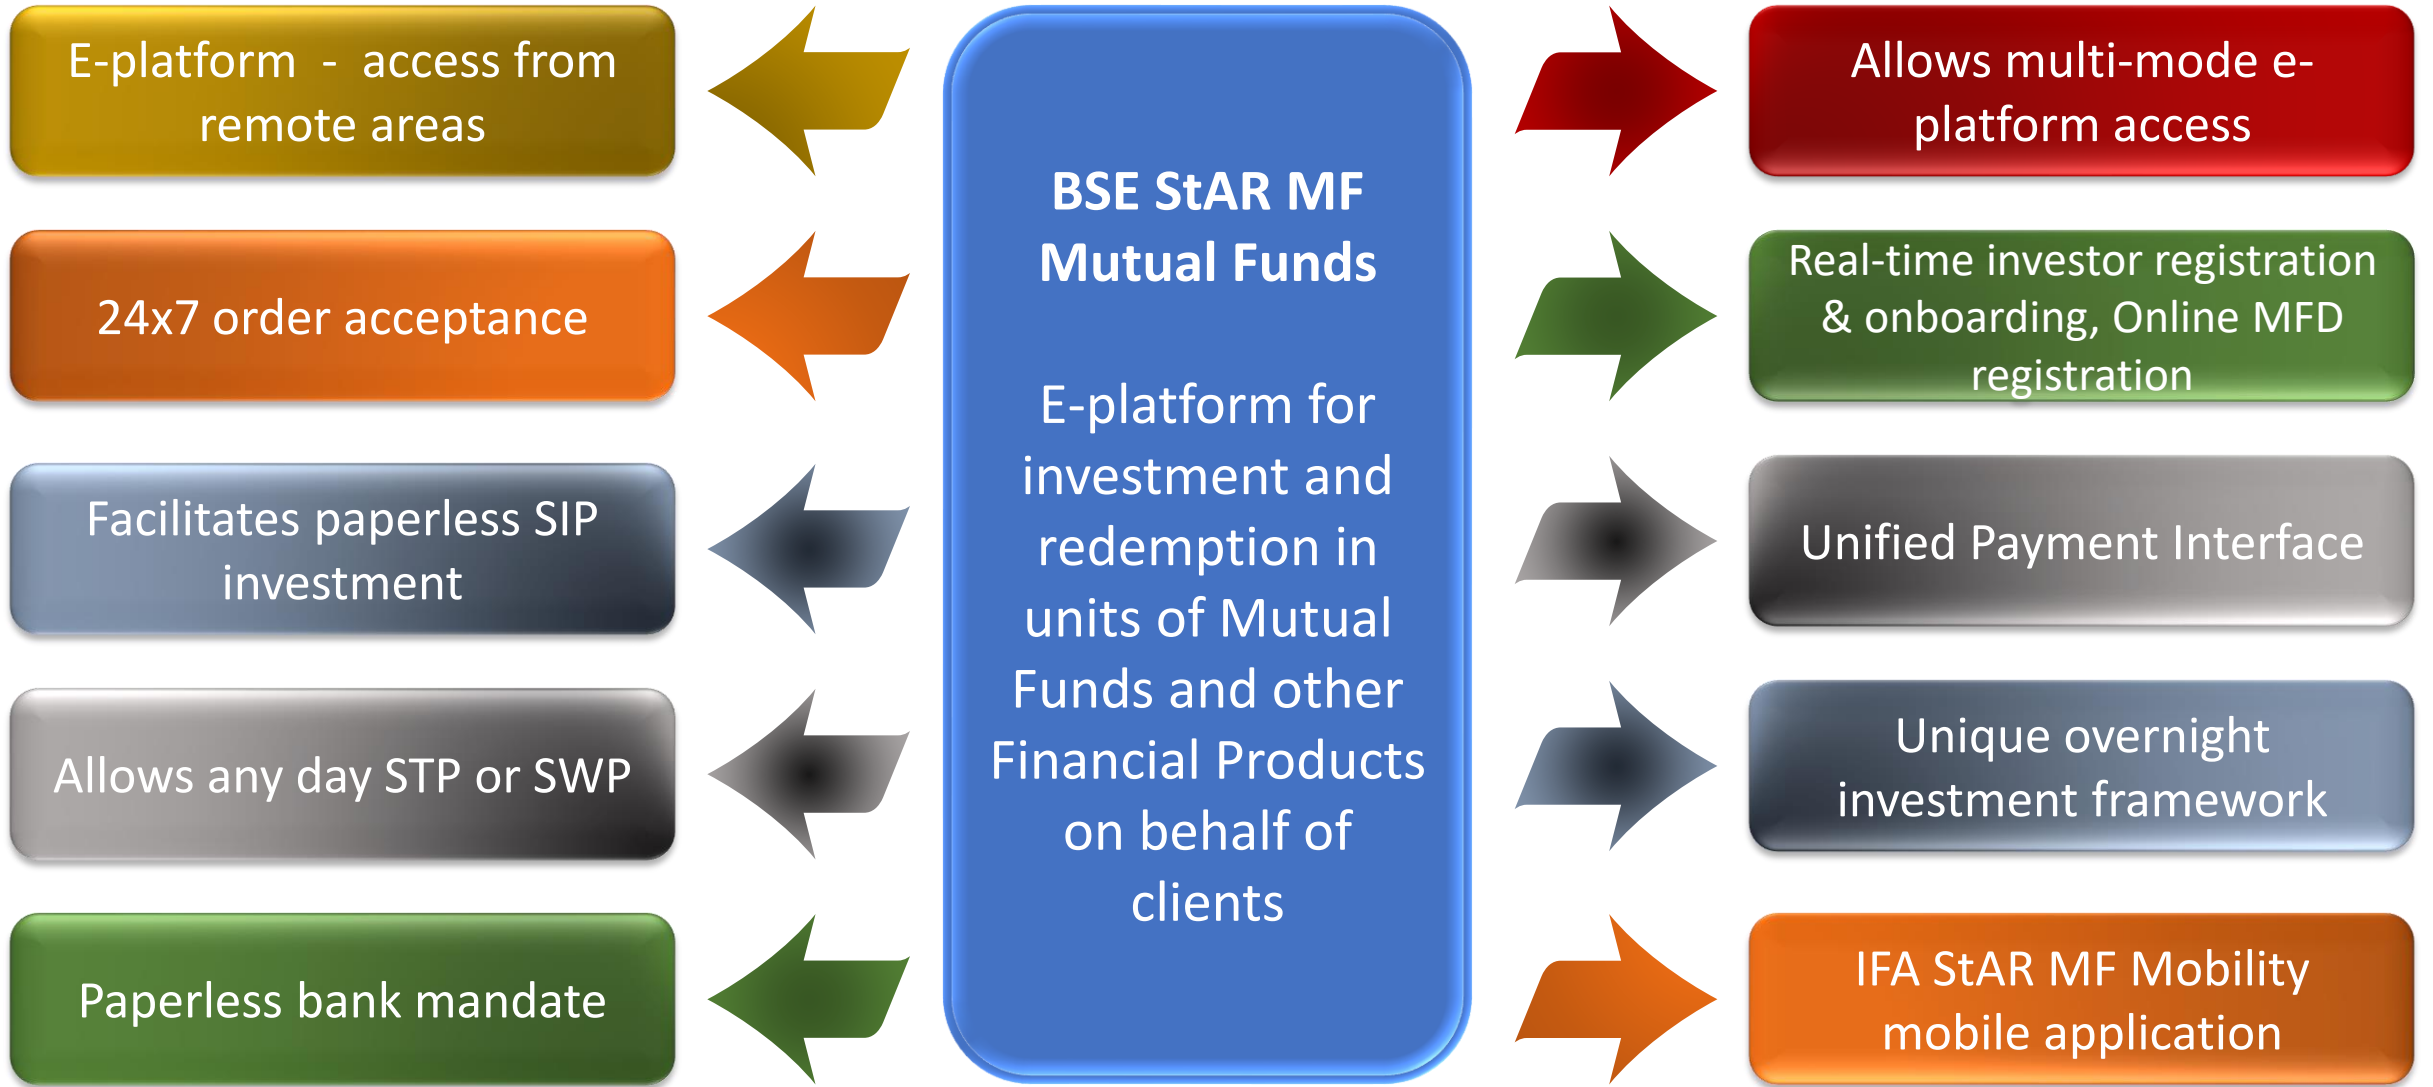 E-platform - access from
remote areas
24x7 order acceptance
Facilitates paperless SIP
investment
Allows any day STP or SWP
Paperless bank mandate
BSE StAR MF
Mutual Funds
E-platform for
investment and
redemption in
units of Mutual
Funds and other
Financial Products
on behalf of
clients
Allows multi-mode e-
platform access
Real-time investor registration
& onboarding, Online MFD
registration
Unified Payment Interface
Unique overnight
investment framework
IFA StAR MF Mobility
mobile application